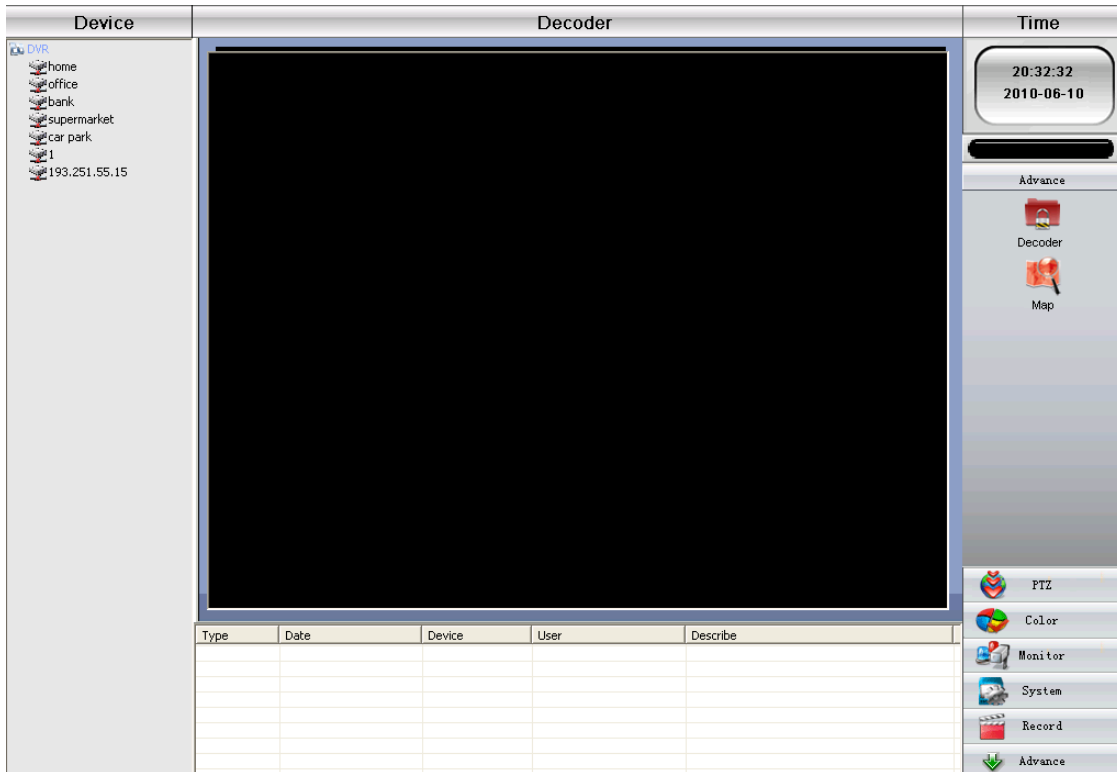 Device
Decoder
Time
DVR
home
office
bank
supermarket
car park
1
193.251.55.15
20:32:32
2010-06-10
Advance
Decoder
Map
PTZ
Color
Monitor
System
Record
Advance
Type Date Device User Describe